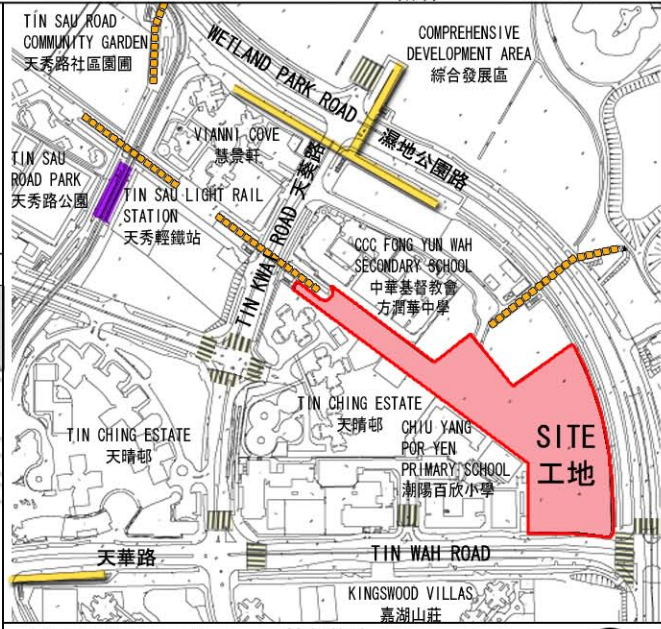 TIN SAU ROAD
COMMUNITY GARDEN
天秀路社區園圃
COMPREHENSIVE
DEVELOPMENT AREA
綜合發展區
WETLAND PARK ROAD
濕地公園路
VIANNI COVE
慧景軒
TIN SAU
ROAD PARK
天秀路公園
TIN SAU LIGHT RAIL
STATION
天秀輕鐵站
TIN KWAI ROAD 天葵路
CCC FONG YUN WAH
SECONDARY SCHOOL
中華基督教會
方潤華中學
TIN CHING ESTATE
天晴邨
TIN CHING ESTATE
天晴邨
CHIU YANG
POR YEN
PRIMARY SCHOOL
潮陽百欣小學
SITE
工地
天華路
TIN WAH ROAD
KINGSWOOD VILLAS
嘉湖山莊